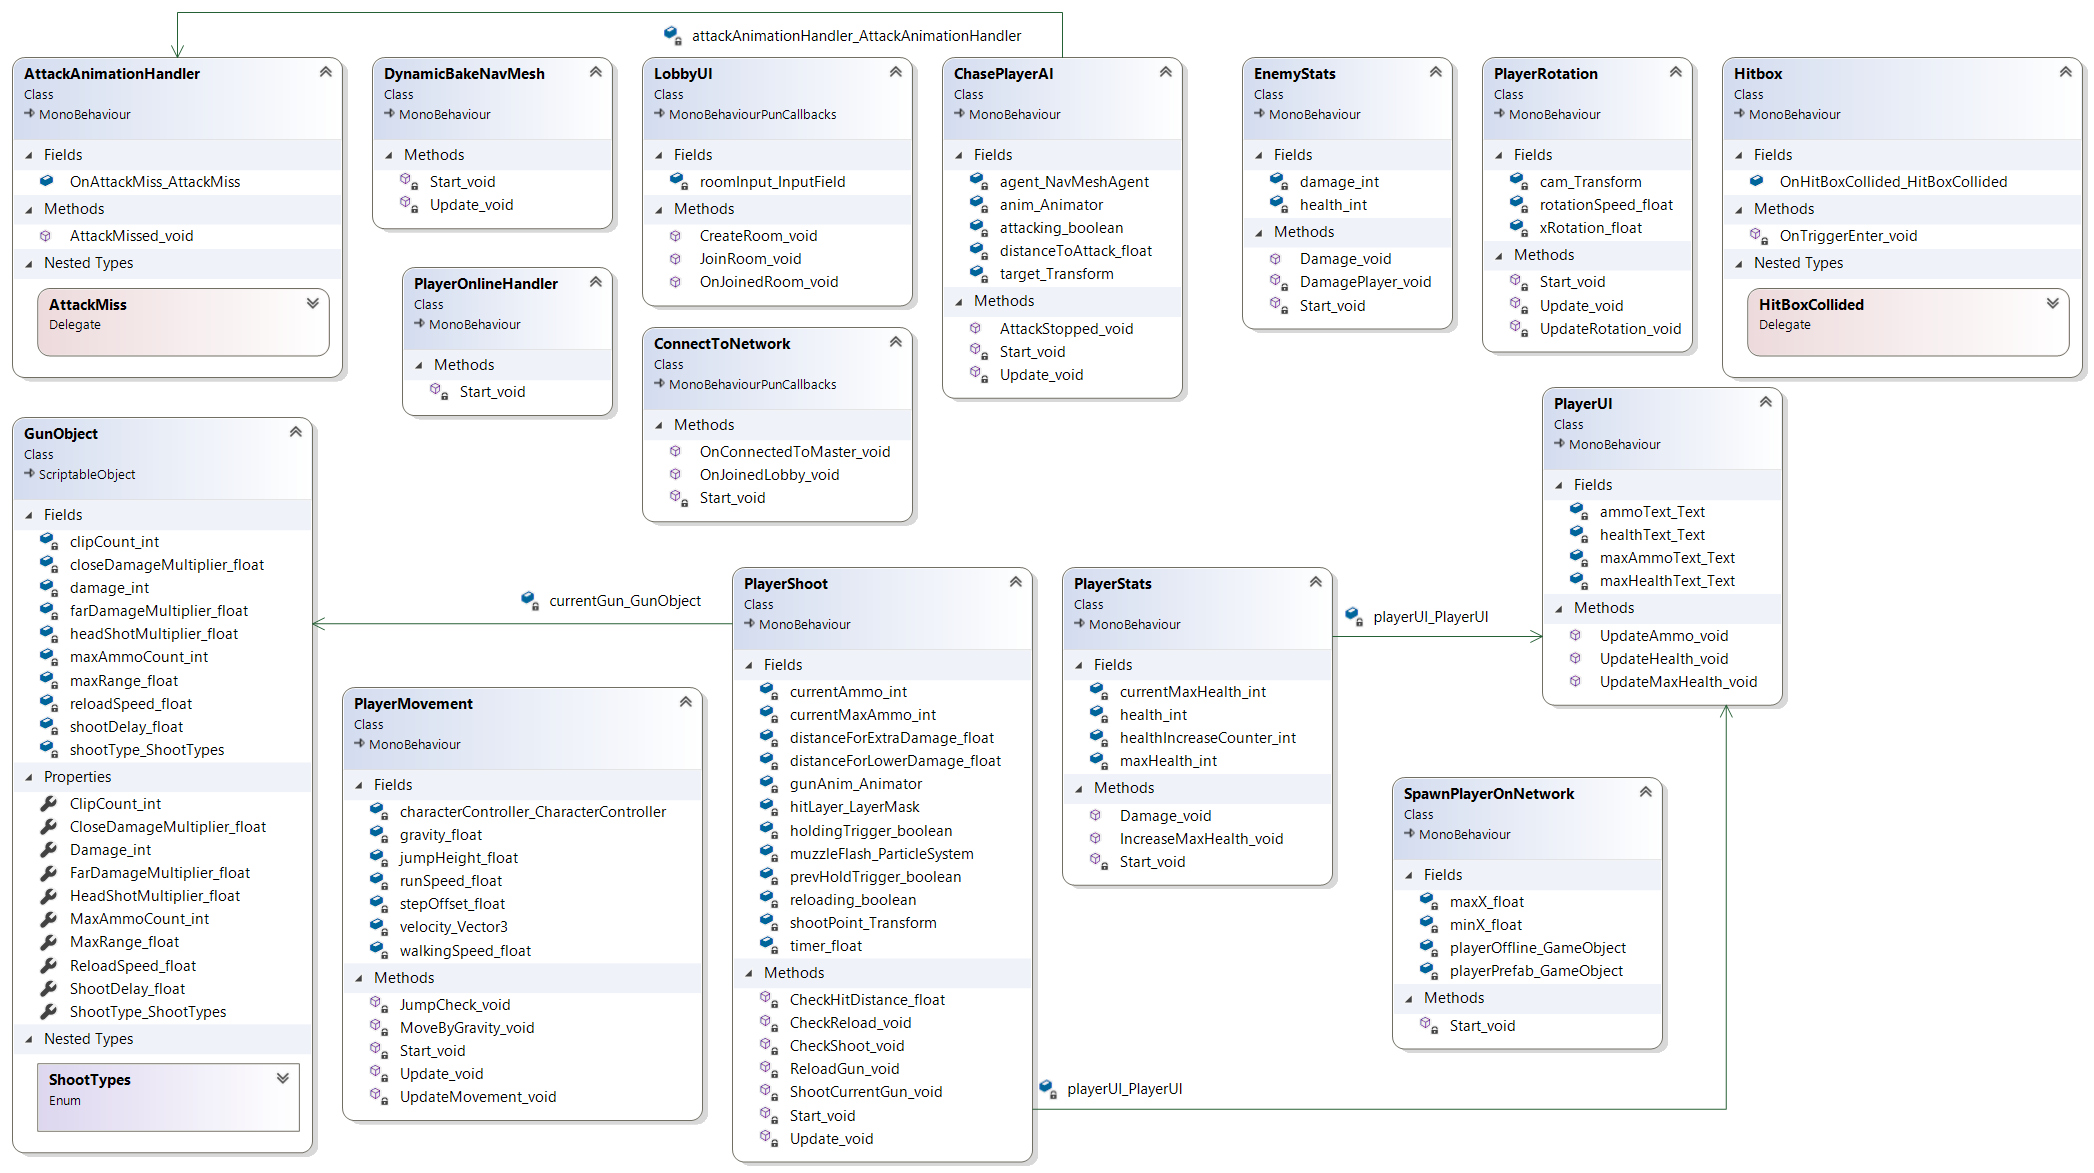 attackAnimationHandler_AttackAnimationHandler
AttackAnimationHandler
Class
MonoBehaviour
Fields
OnAttackMiss_AttackMiss
Methods
AttackMissed_void
Nested Types
AttackMiss
Delegate
DynamicBakeNavMesh
Class
MonoBehaviour
Methods
Start_void
Update_void
PlayerOnlineHandler
Class
MonoBehaviour
Methods
Start_void
LobbyUI
Class
MonoBehaviourPunCallbacks
Fields
roomInput_InputField
Methods
CreateRoom_void
JoinRoom_void
OnJoinedRoom_void
ConnectToNetwork
Class
MonoBehaviourPunCallbacks
Methods
OnConnectedToMaster_void
OnJoinedLobby_void
Start_void
ChasePlayerAI
Class
MonoBehaviour
Fields
agent_NavMeshAgent
anim_Animator
attacking_boolean
distanceToAttack_float
target_Transform
Methods
AttackStopped_void
Start_void
Update_void
EnemyStats
Class
MonoBehaviour
Fields
damage_int
health_int
Methods
Damage_void
DamagePlayer_void
Start_void
PlayerRotation
Class
MonoBehaviour
Fields
cam_Transform
rotationSpeed_float
xRotation_float
Methods
Start_void
Update_void
UpdateRotation_void
Hitbox
Class
MonoBehaviour
Fields
OnHitBoxCollided_HitBoxCollided
Methods
OnTriggerEnter_void
Nested Types
HitBoxCollided
Delegate
GunObject
Class
ScriptableObject
Fields
clipCount_int
closeDamageMultiplier_float
damage_int
farDamageMultiplier_float
headShotMultiplier_float
maxAmmoCount_int
maxRange_float
reloadSpeed_float
shootDelay_float
shootType_ShootTypes
Properties
ClipCount_int
CloseDamageMultiplier_float
Damage_int
FarDamageMultiplier_float
HeadShotMultiplier_float
MaxAmmoCount_int
MaxRange_float
ReloadSpeed_float
ShootDelay_float
ShootType_ShootTypes
Nested Types
ShootTypes
Enum
currentGun_GunObject
PlayerMovement
Class
MonoBehaviour
Fields
characterController_CharacterController
gravity_float
jumpHeight_float
runSpeed_float
stepOffset_float
velocity_Vector3
walkingSpeed_float
Methods
JumpCheck_void
MoveByGravity_void
Start_void
Update_void
UpdateMovement_void
PlayerShoot
Class
MonoBehaviour
Fields
currentAmmo_int
currentMaxAmmo_int
distanceForExtraDamage_float
distanceForLowerDamage_float
gunAnim_Animator
hitLayer_LayerMask
holdingTrigger_boolean
muzzleFlash_ParticleSystem
prevHoldTrigger_boolean
reloading_boolean
shootPoint_Transform
timer_float
Methods
CheckHitDistance_float
CheckReload_void
CheckShoot_void
ReloadGun_void
ShootCurrentGun_void
Start_void
Update_void
PlayerStats
Class
MonoBehaviour
Fields
currentMaxHealth_int
health_int
healthIncreaseCounter_int
maxHealth_int
Methods
Damage_void
IncreaseMaxHealth_void
Start_void
playerUI_PlayerUI
PlayerUI
Class
MonoBehaviour
Fields
ammoText_Text
healthText_Text
maxAmmoText_Text
maxHealthText_Text
Methods
UpdateAmmo_void
UpdateHealth_void
UpdateMaxHealth_void
SpawnPlayerOnNetwork
Class
MonoBehaviour
Fields
maxX_float
minX_float
playerOffline_GameObject
playerPrefab_GameObject
Methods
Start_void
playerUI_PlayerUI